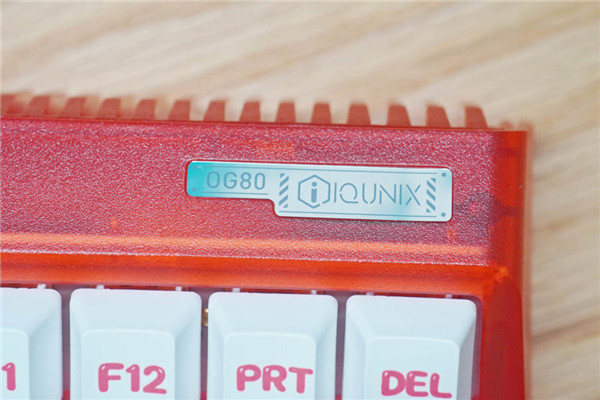 OG80 IQUNIX
1 F12 PRT DEL